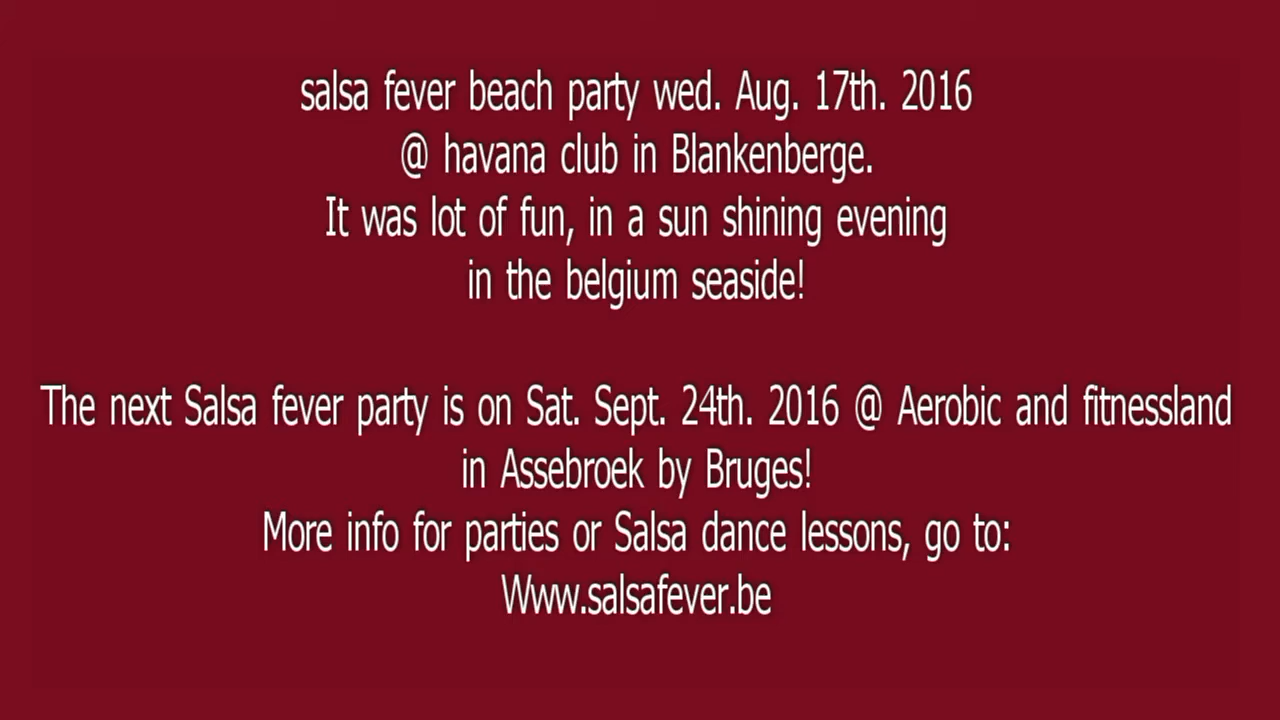 salsa fever beach party wed. Aug. 17th. 2016
@ havana club in Blankenberge.
It was lot of fun, in a sun shining evening
in the belgium seaside!
The next Salsa fever party is on Sat. Sept. 24th. 2016 @ Aerobic and fitnessland
in Assebroek by Bruges!
More info for parties or Salsa dance lessons, go to:
Www.salsafever.be